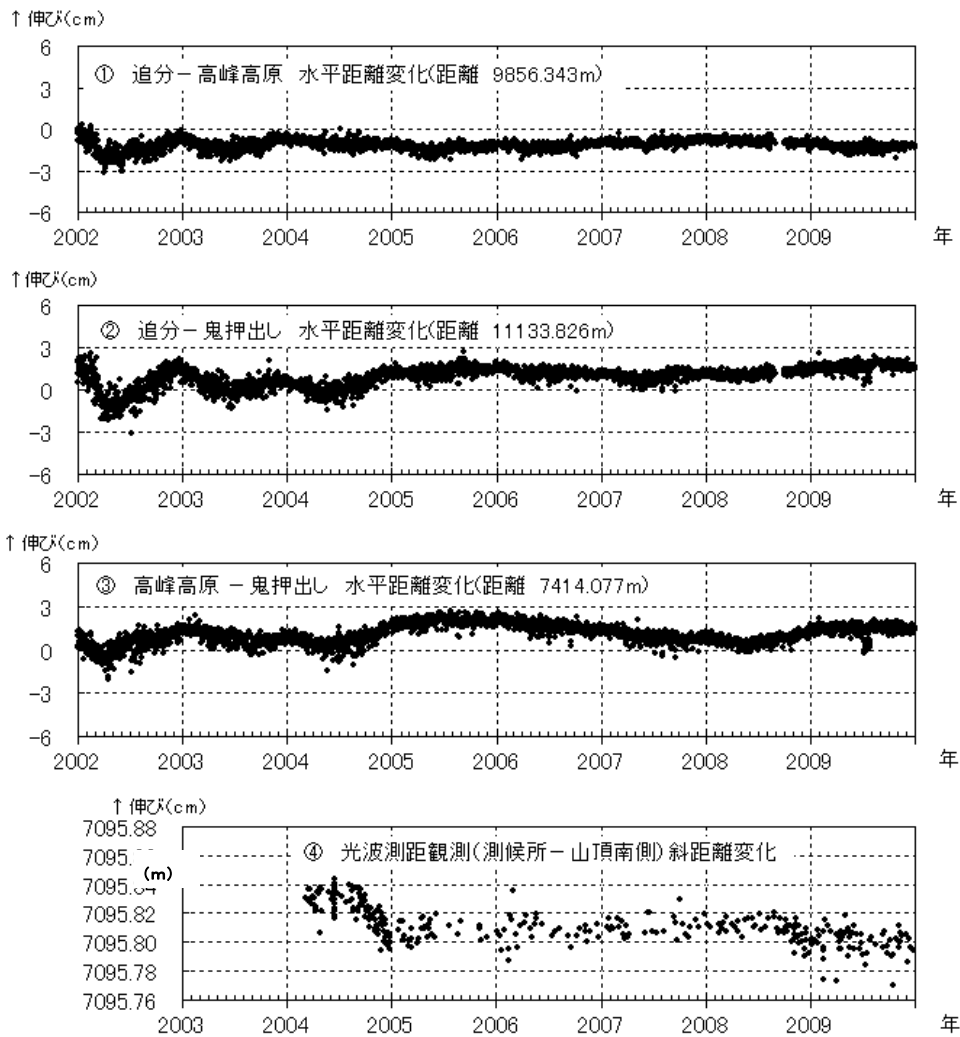 ↑伸び(cm)
6
① 追分－高峰高原 水平距離変化(距離 9856.343m)
3
0
-3
-6
2002 2003 2004 2005 2006 2007 2008 2009 年
↑伸び(cm)
6
② 追分－鬼押出し 水平距離変化(距離 11133.826m)
3
0
-3
-6
2002 2003 2004 2005 2006 2007 2008 2009 年
↑伸び(cm)
6
③ 高峰高原 －鬼押出し 水平距離変化(距離 7414.077m)
3
0
-3
-6
2002 2003 2004 2005 2006 2007 2008 2009 年
↑伸び(cm)
7095.88
④ 光波測距観測(測候所－山頂南側)斜距離変化
7095.
(m)
7095.82
7095.80
7095.78
7095.76
2003 2004 2005 2006 2007 2008 2009 年